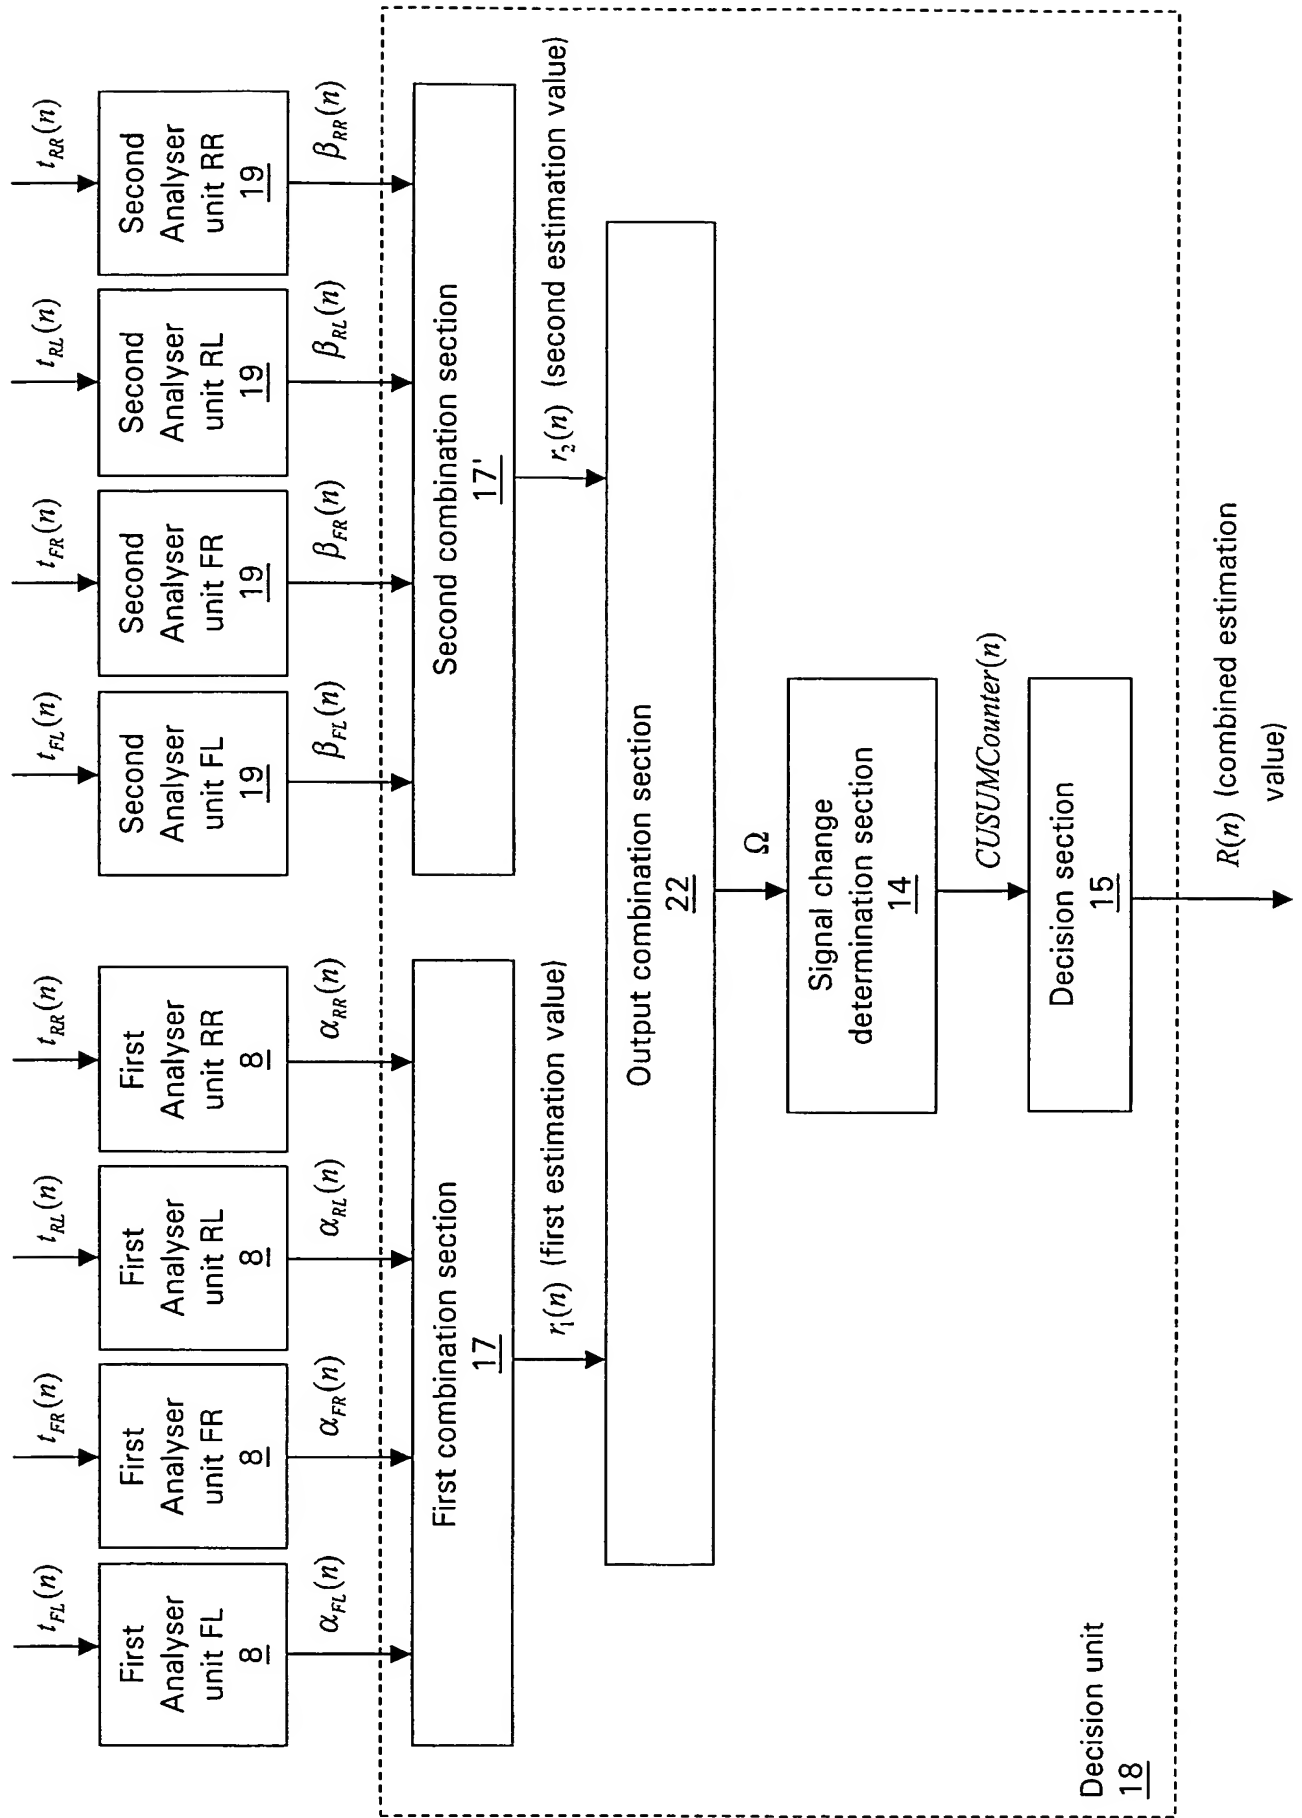 t_FL(n)
t_FR(n)
t_RL(n)
t_RR(n)
t_FL(n)
t_FR(n)
t_RL(n)
t_RR(n)
First
Analyser
unit FL
8
First
Analyser
unit FR
8
First
Analyser
unit RL
8
First
Analyser
unit RR
8
Second
Analyser
unit FL
19
Second
Analyser
unit FR
19
Second
Analyser
unit RL
19
Second
Analyser
unit RR
19
α_FL(n)
α_FR(n)
α_RL(n)
α_RR(n)
β_FL(n)
β_FR(n)
β_RL(n)
β_RR(n)
First combination section
17
Second combination section
17'
r_1(n) (first estimation value)
r_2(n) (second estimation value)
Output combination section
22
Ω
Signal change
determination section
14
CUSUMCounter(n)
Decision section
15
Decision unit
18
R(n) (combined estimation
value)